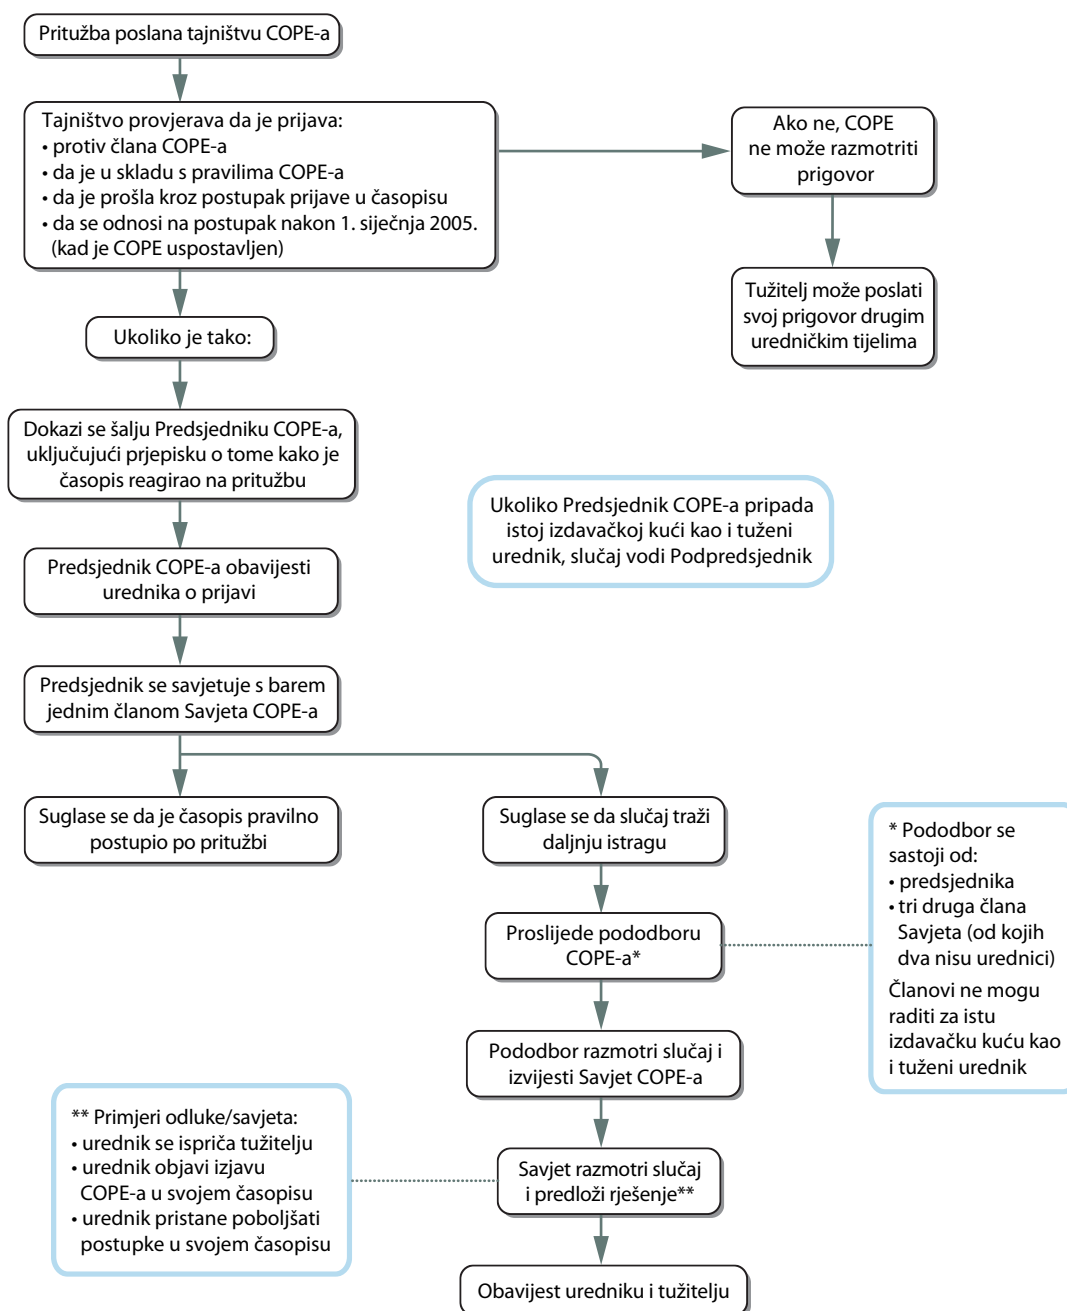 Pritužba poslana tajništvu COPE-a
Tajništvo provjerava da je prijava:
• protiv člana COPE-a
• da je u skladu s pravilima COPE-a
• da je prošla kroz postupak prijave u časopisu
• da se odnosi na postupak nakon 1. siječnja 2005.
(kad je COPE uspostavljen)
Ako ne, COPE
ne može razmotriti
prigovor
Tužitelj može poslati
svoj prigovor drugim
uredničkim tijelima
Ukoliko je tako:
Dokazi se šalju Predsjedniku COPE-a,
uključujući prjepisku o tome kako je
časopis reagirao na pritužbu
Ukoliko Predsjednik COPE-a pripada
istoj izdavačkoj kući kao i tuženi
urednik, slučaj vodi Podpredsjednik
Predsjednik COPE-a obavijesti
urednika o prijavi
Predsjednik se savjetuje s barem
jednim članom Savjeta COPE-a
Suglase se da je časopis pravilno
postupio po pritužbi
Suglase se da slučaj traži
daljnju istragu
Proslijede pododboru
COPE-a*
* Pododbor se
sastoji od:
• predsjednika
• tri druga člana
Savjeta (od kojih
dva nisu urednici)
Članovi ne mogu
raditi za istu
izdavačku kuću kao
i tuženi urednik
Pododbor razmotri slučaj i
izvijesti Savjet COPE-a
** Primjeri odluke/savjeta:
• urednik se ispriča tužitelju
• urednik objavi izjavu
COPE-a u svojem časopisu
• urednik pristane poboljšati
postupke u svojem časopisu
Savjet razmotri slučaj
i predloži rješenje**
Obavijest uredniku i tužitelju